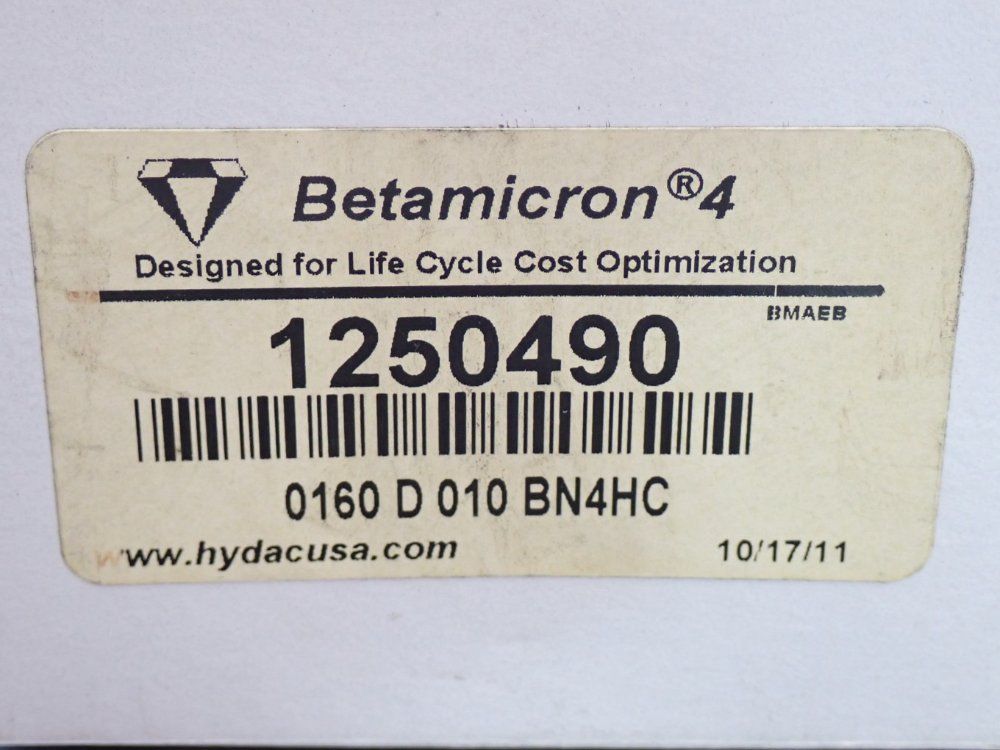 Betamicron®4
Designed for Life Cycle Cost Optimization
BMAEB
1250490
0160 D 010 BN4HC
www.hydacusa.com 10/17/11